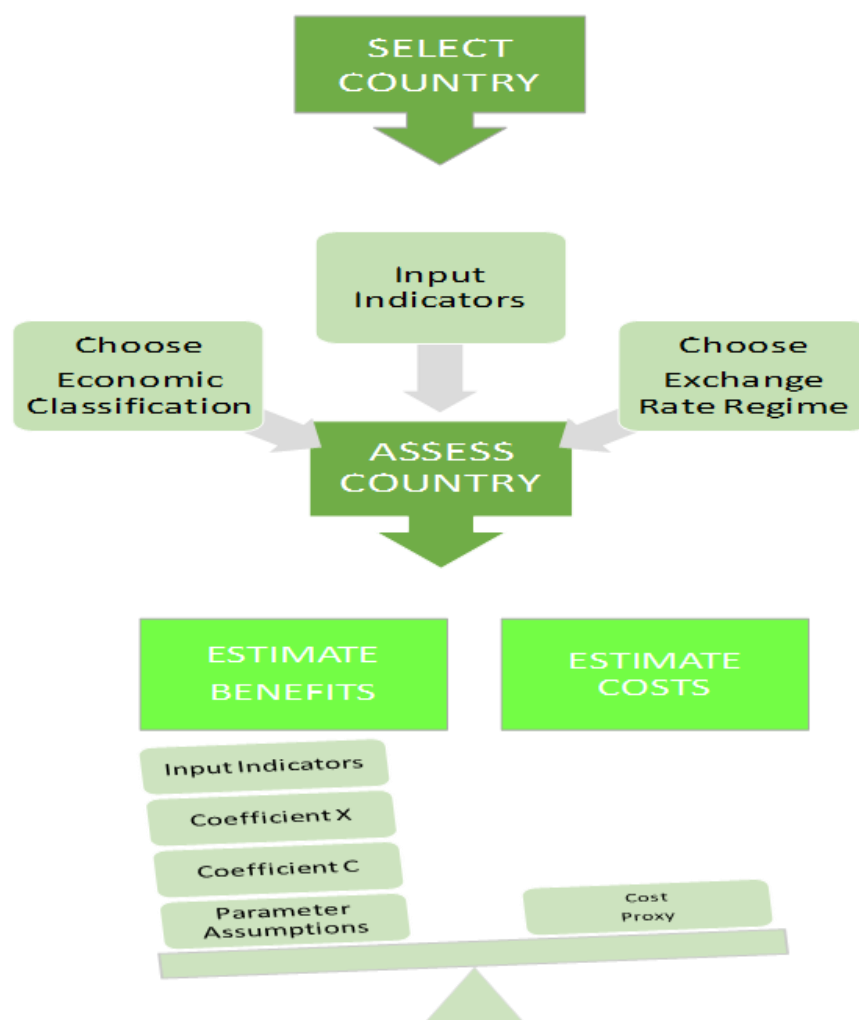 SELECT
COUNTRY
Input
Indicators
Choose
Economic
Classification
Choose
Exchange
Rate Regime
ASSESS
COUNTRY
ESTIMATE
BENEFITS
ESTIMATE
COSTS
Input Indicators
Coefficient X
Coefficient C
Parameter
Assumptions
Cost
Proxy